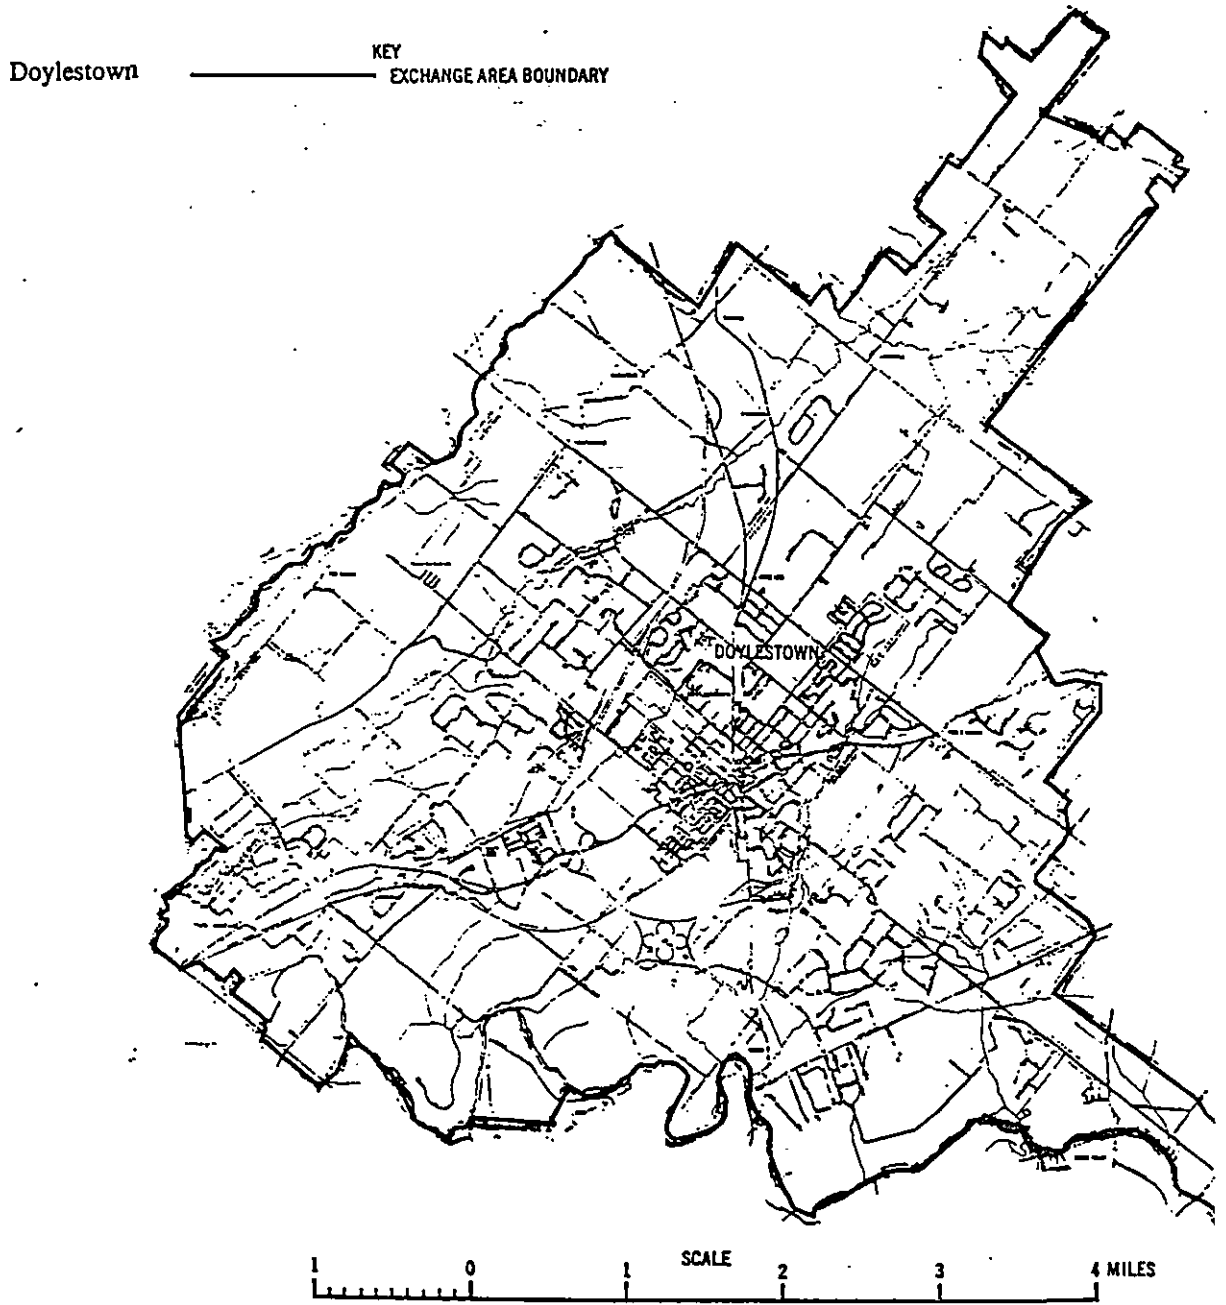 KEY
Doylestown
EXCHANGE AREA BOUNDARY
DOYLESTOWN
SCALE
1 0 1 2 3 4 MILES